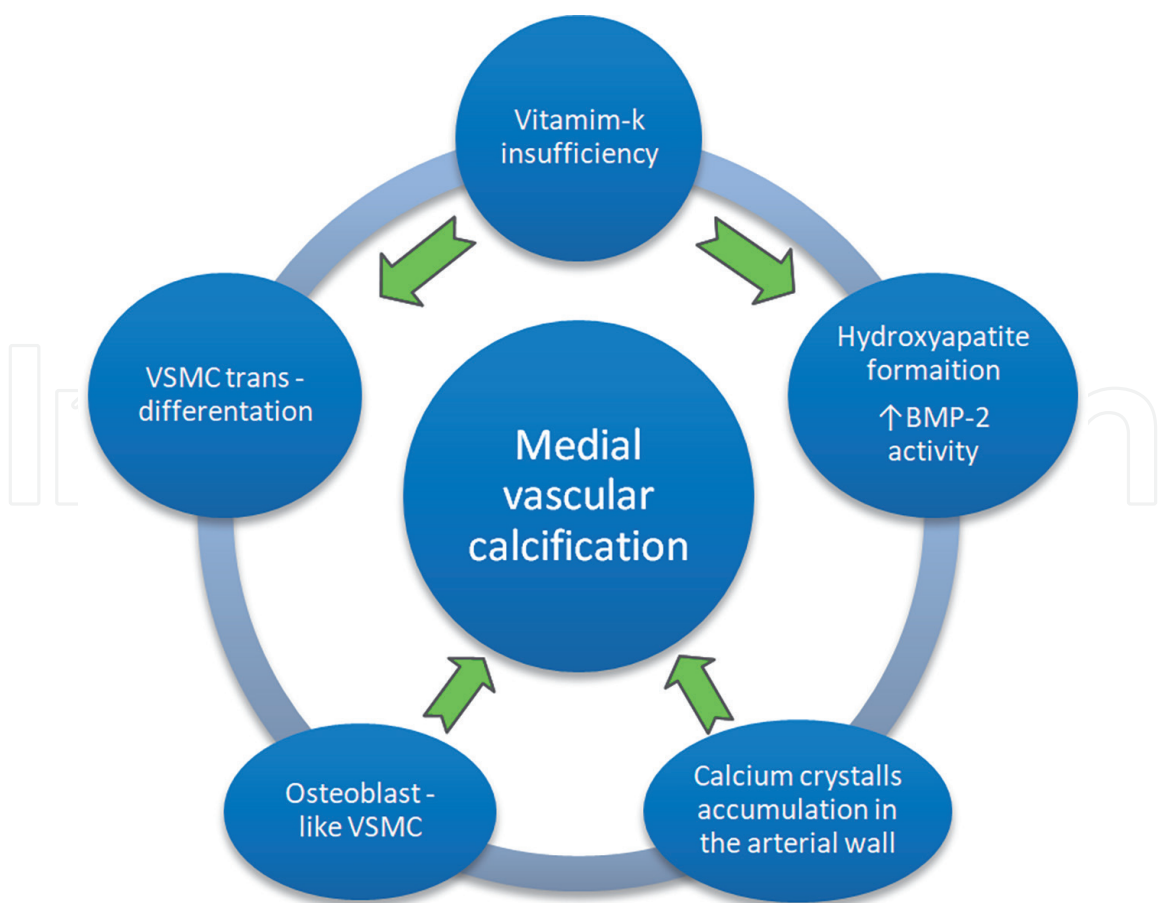 Vitamim-k
insufficiency
VSMC trans -
differentation
Hydroxyapatite
formaition
↑BMP-2
activity
Medial
vascular
calcification
Osteoblast -
like VSMC
Calcium crystalls
accumulation in
the arterial wall